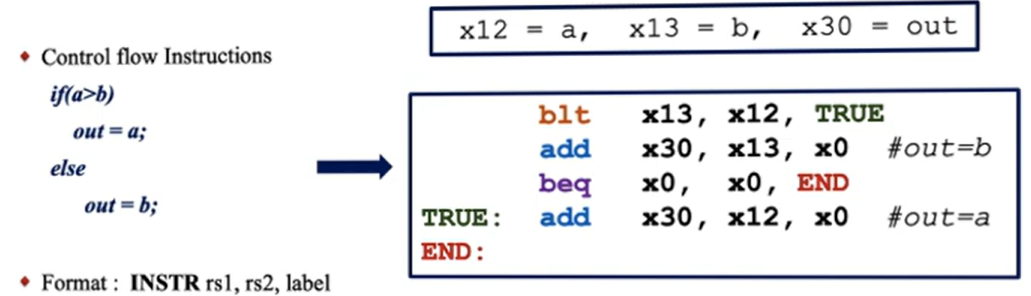 x12 = a, x13 = b, x30 = out
• Control flow Instructions
if(a>b)
out = a;
else
out = b;
blt x13, x12, TRUE
add x30, x13, x0 #out=b
beq x0, x0, END
TRUE: add x30, x12, x0 #out=a
END:
• Format : INSTR rs1, rs2, label